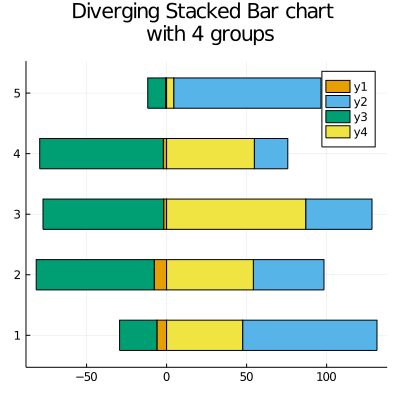 Diverging Stacked Bar chart
with 4 groups
y1
y2
y3
y4
5
4
3
2
1
−50 0 50 100